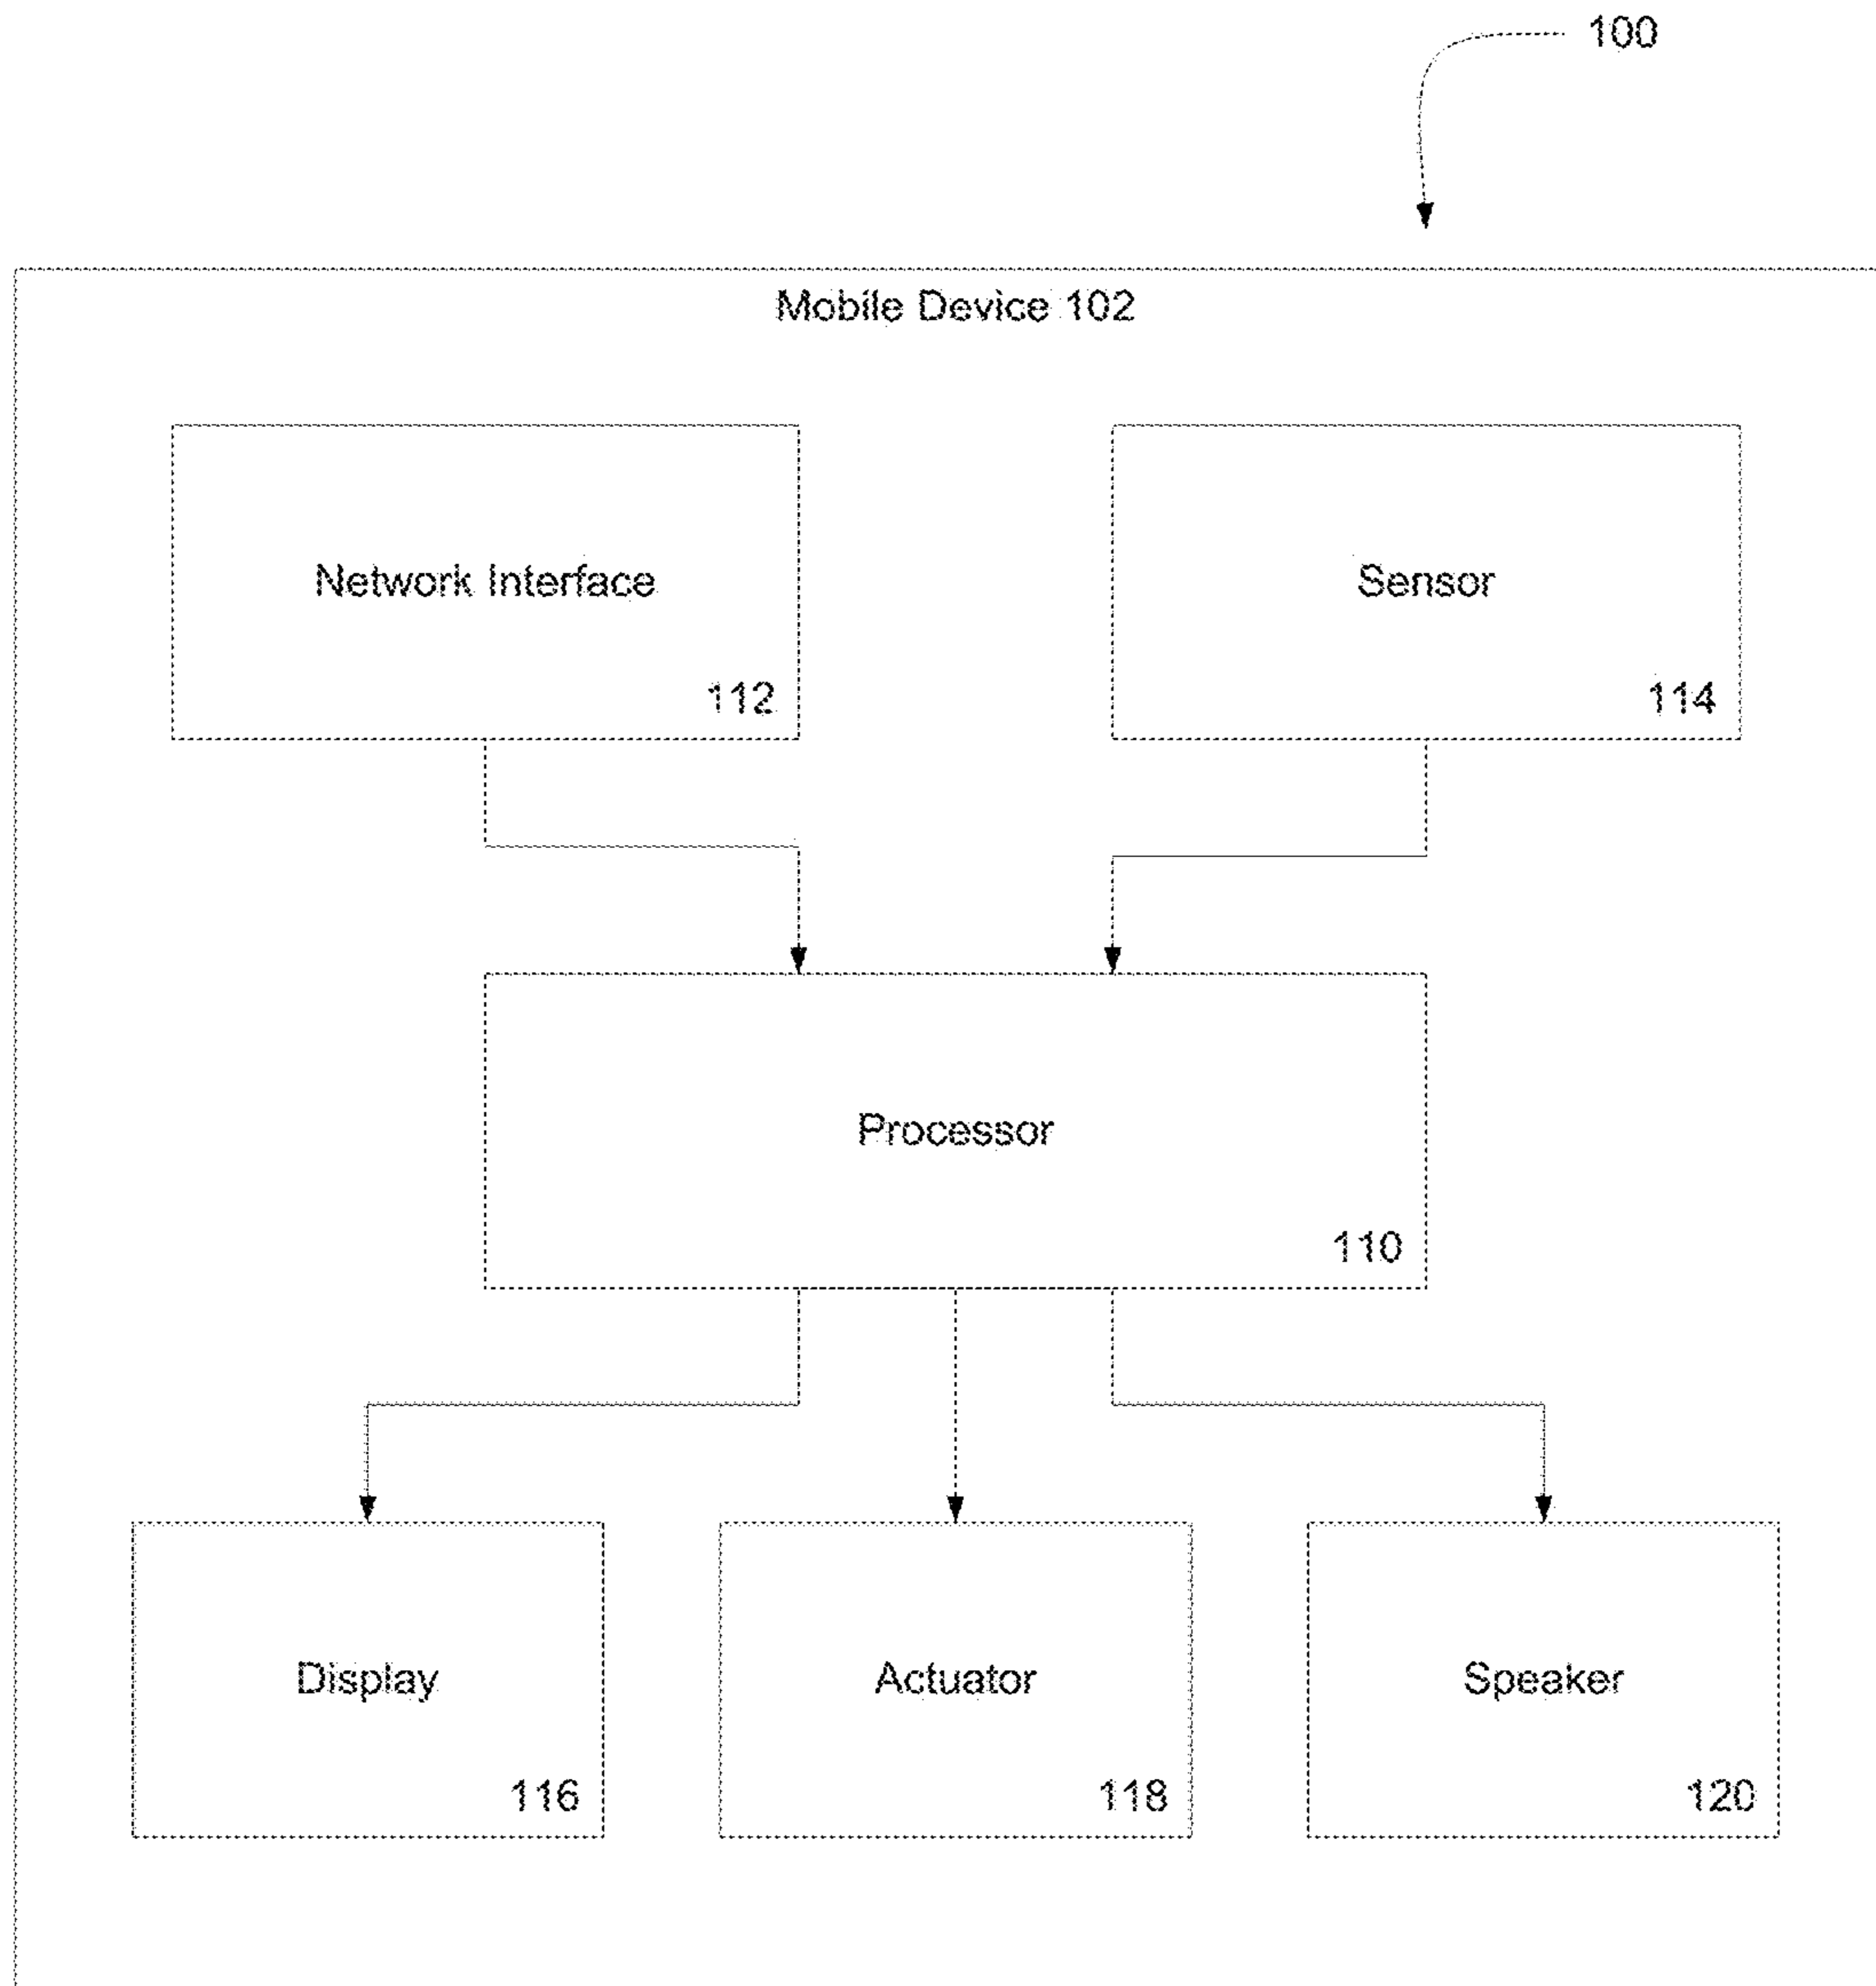 100
Mobile Device 102
Network Interface
112
Sensor
114
Processor
110
Display
116
Actuator
118
Speaker
120